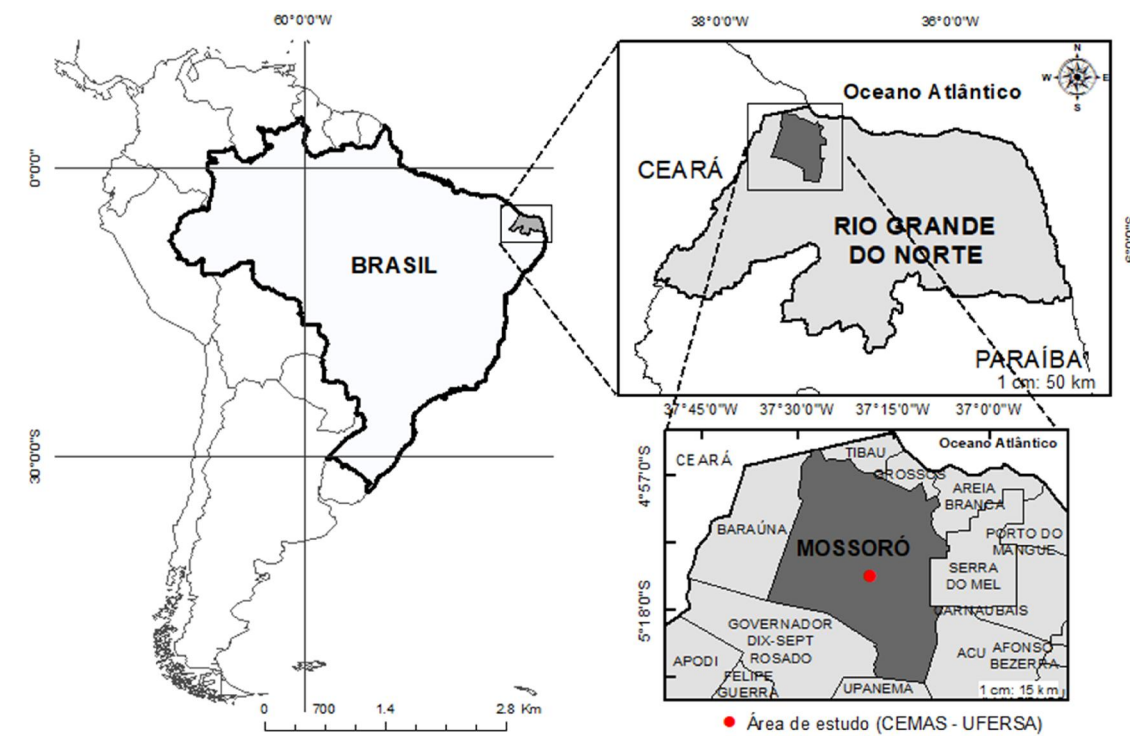 60°0'0"W
0°0'0"
30°0'0"S
BRASIL
0 700 1.4 2.8 Km
38°0'0"W 36°0'0"W
N
W E
S
Oceano Atlântico
CEARÁ
RIO GRANDE
DO NORTE
PARAÍBA
1 cm: 50 km
37°45'0"W 37°30'0"W 37°15'0"W 37°0'0"W
4°57'0"S
5°18'0"S
Oceano Atlântico
CEARÁ
TIBAU
GROSSOS
AREIA
BRANCA
BARAÚNA
PORTO DO
MANGUE
MOSSORÓ
SERRA
DO MEL
CARNAUBAIS
GOVERNADOR
DIX-SEPT
ROSADO
APODI
FELIPE
GUERRA
UPANEMA
ACU
AFONSO
BEZERRA
1 cm: 15 km
Área de estudo (CEMAS - UFERSA)